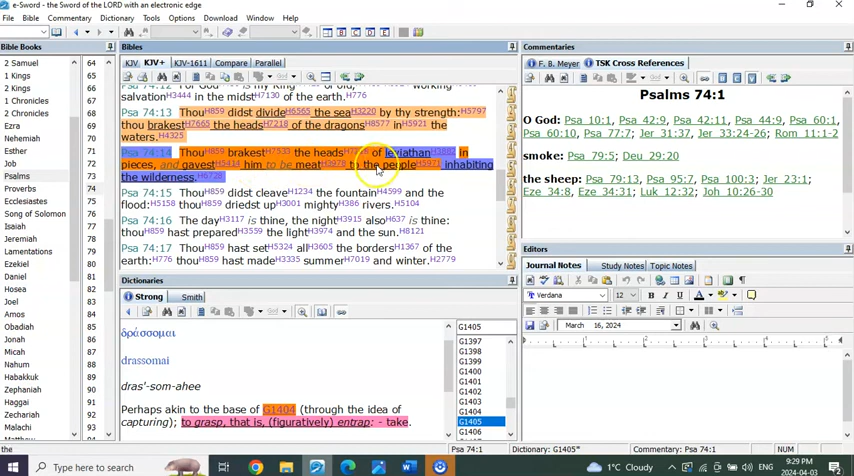 e-Sword - the Sword of the LORD with an electronic edge
File Bible Commentary Dictionary Tools Options Download Window Help
Bible Books
2 Samuel
1 Kings
2 Kings
1 Chronicles
2 Chronicles
Ezra
Nehemiah
Esther
Job
Psalms
Proverbs
Ecclesiastes
Song of Solomon
Isaiah
Jeremiah
Lamentations
Ezekiel
Daniel
Hosea
Joel
Amos
Obadiah
Jonah
Micah
Nahum
Habakkuk
Zephaniah
Haggai
Zechariah
Malachi
64
65
66
67
68
69
70
71
72
73
74
75
76
77
78
79
80
81
82
83
84
85
86
87
88
89
90
91
92
93
Bibles
KJV KJV+ KJV-1611 Compare Parallel
salvationH3444 in the midstH7130 of the earth.H776
Psa 74:13 ThouH859 didst divideH6565 the seaH3220 by thy strength:H5797
thou brakestH7665 the headsH7218 of the dragonsH8577 inH5921 the
waters.H4325
Psa 74:14 ThouH859 brakestH7533 the heads of leviathanH3882 in
pieces, and gavestH5414 him to be meatH3978 to the peopleH5971 inhabiting
the wilderness.H6728
Psa 74:15 ThouH859 didst cleaveH1234 the fountainH4599 and the
flood:H5158 thouH859 driedst upH3001 mightyH386 rivers.H5104
Psa 74:16 The dayH3117 is thine, the nightH3915 alsoH637 is thine:
thouH859 hast preparedH3559 the lightH3974 and the sun.H8121
Psa 74:17 ThouH859 hast setH5324 allH3605 the bordersH1367 of the
earth:H776 thouH859 hast madeH3335 summerH7019 and winter.H2779
Dictionaries
Strong Smith
δράσσομαι
drassomai
dras'-som-ahee
Perhaps akin to the base of G1404 (through the idea of
capturing); to grasp, that is, (figuratively) entrap: - take.
G1405
G1397
G1398
G1399
G1400
G1401
G1402
G1403
G1404
G1405
G1406
Commentaries
F. B. Meyer TSK Cross References
Psalms 74:1
O God: Psa 10:1, Psa 42:9, Psa 42:11, Psa 44:9, Psa 60:1,
Psa 60:10, Psa 77:7, Jer 31:37, Jer 33:24-26, Rom 11:1-2
smoke: Psa 79:5; Deu 29:20
the sheep: Psa 79:13, Psa 95:7, Psa 100:3; Jer 23:1;
Eze 34:8, Eze 34:31; Luk 12:32; Joh 10:26-30
Editors
Journal Notes Study Notes Topic Notes
Verdana 12 B I U A
March 16, 2024
the
Psa 74:1 Dictionary: G1405* Commentary: Psa 74:1 NUM
Type here to search
1°C Cloudy
ENG
9:29 PM
2024-04-03